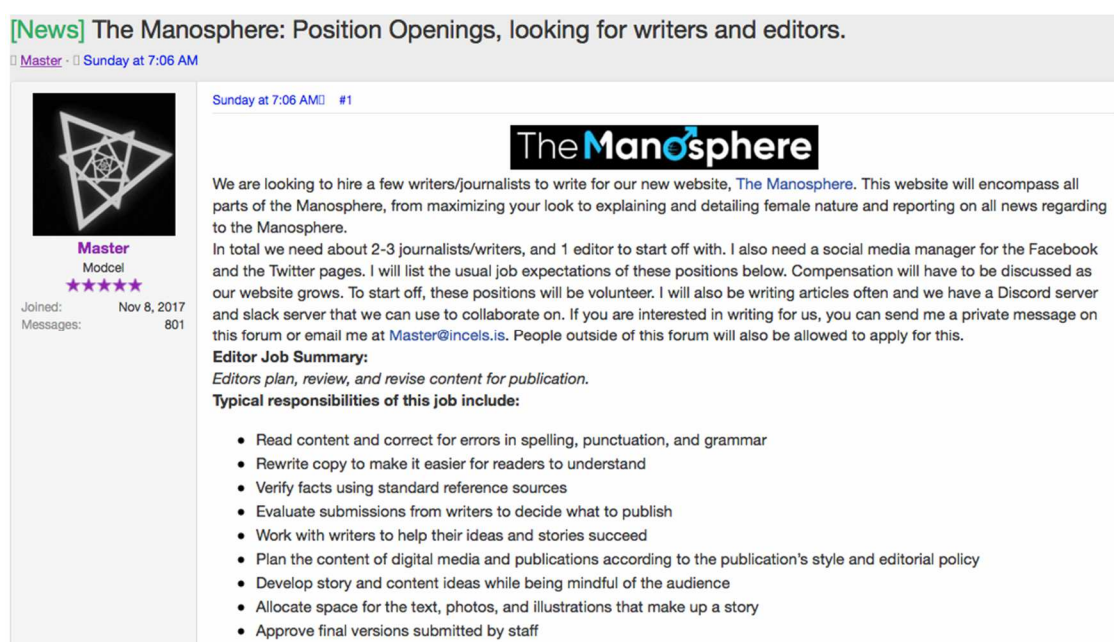 [News] The Manosphere: Position Openings, looking for writers and editors.
Master · Sunday at 7:06 AM
Sunday at 7:06 AM #1
The Manosphere
We are looking to hire a few writers/journalists to write for our new website, The Manosphere. This website will encompass all
parts of the Manosphere, from maximizing your look to explaining and detailing female nature and reporting on all news regarding
to the Manosphere.
In total we need about 2-3 journalists/writers, and 1 editor to start off with. I also need a social media manager for the Facebook
and the Twitter pages. I will list the usual job expectations of these positions below. Compensation will have to be discussed as
our website grows. To start off, these positions will be volunteer. I will also be writing articles often and we have a Discord server
and slack server that we can use to collaborate on. If you are interested in writing for us, you can send me a private message on
this forum or email me at Master@incels.is. People outside of this forum will also be allowed to apply for this.
Editor Job Summary:
Editors plan, review, and revise content for publication.
Typical responsibilities of this job include:
• Read content and correct for errors in spelling, punctuation, and grammar
• Rewrite copy to make it easier for readers to understand
• Verify facts using standard reference sources
• Evaluate submissions from writers to decide what to publish
• Work with writers to help their ideas and stories succeed
• Plan the content of digital media and publications according to the publication's style and editorial policy
• Develop story and content ideas while being mindful of the audience
• Allocate space for the text, photos, and illustrations that make up a story
• Approve final versions submitted by staff
Master
Modcel
★★★★★
Joined: Nov 8, 2017
Messages: 801